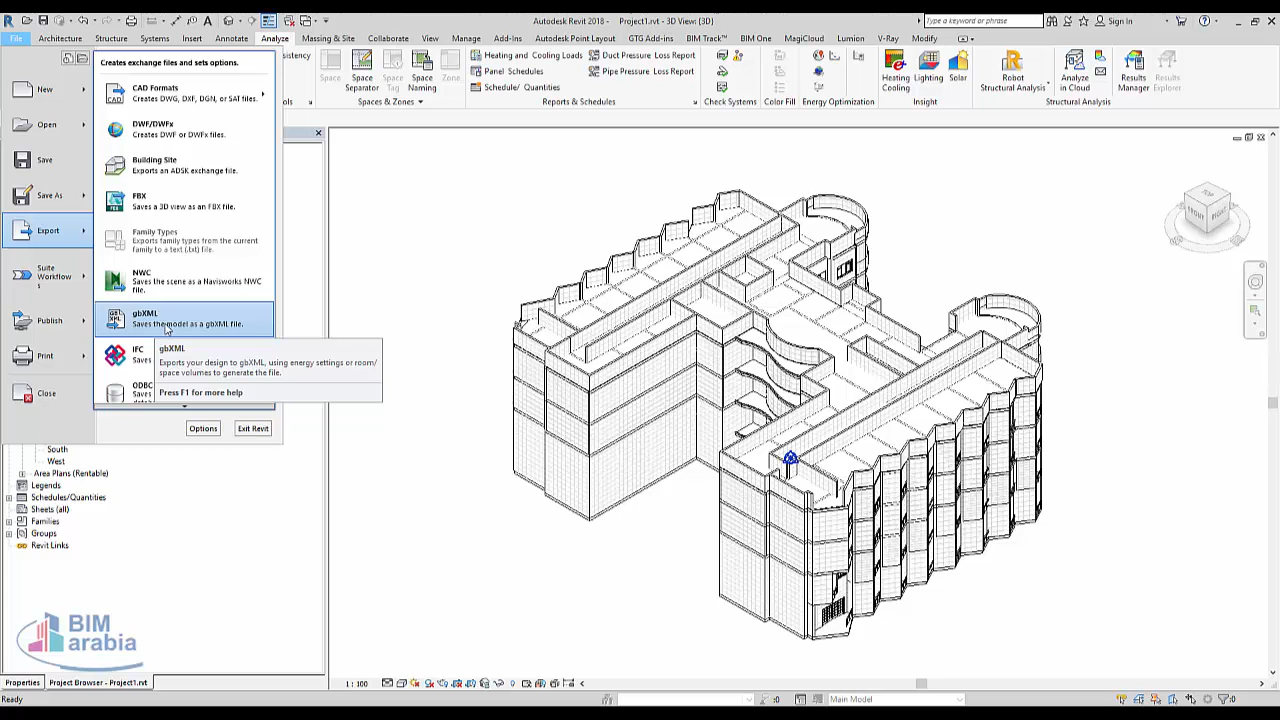 Autodesk Revit 2018 - Project1.rvt - 3D View: {3D}
Type a keyword or phrase
Sign In
File
Architecture
Structure
Systems
Insert
Annotate
Analyze
Massing & Site
Collaborate
View
Manage
Add-Ins
Autodesk Point Layout
GTG Add-ins
BIM Track™
BIM One
MagiCloud
Lumion
V-Ray
Modify
Space
Space Separator
Space Tag
Space Naming
Zone
Spaces & Zones
Heating and Cooling Loads
Panel Schedules
Schedule/ Quantities
Duct Pressure Loss Report
Pipe Pressure Loss Report
Reports & Schedules
Check Systems
Color Fill
Energy Optimization
Heating Cooling
Lighting
Solar
Insight
Robot Structural Analysis
Analyze in Cloud
Results Manager
Results Explorer
Structural Analysis
New
Open
Save
Save As
Export
Suite Workflows
Publish
Print
Close
Creates exchange files and sets options.
CAD Formats
Creates DWG, DXF, DGN, or SAT files.
DWF/DWFx
Creates DWF or DWFx files.
Building Site
Exports an ADSK exchange file.
FBX
Saves a 3D view as an FBX file.
Family Types
Exports family types from the current
family to a text (.txt) file.
NWC
Saves the scene as a Navisworks NWC
file.
gbXML
Saves the model as a gbXML file.
IFC
Saves
ODBC
Saves
gbXML
Exports your design to gbXML, using energy settings or room/
space volumes to generate the file.
Press F1 for more help
Options
Exit Revit
South
West
Area Plans (Rentable)
Legends
Schedules/Quantities
Sheets (all)
Families
Groups
Revit Links
BIM
arabia
Properties
Project Browser - Project1.rvt
1 : 100
Ready
:0
Main Model
:0
TOP
FRONT
RIGHT